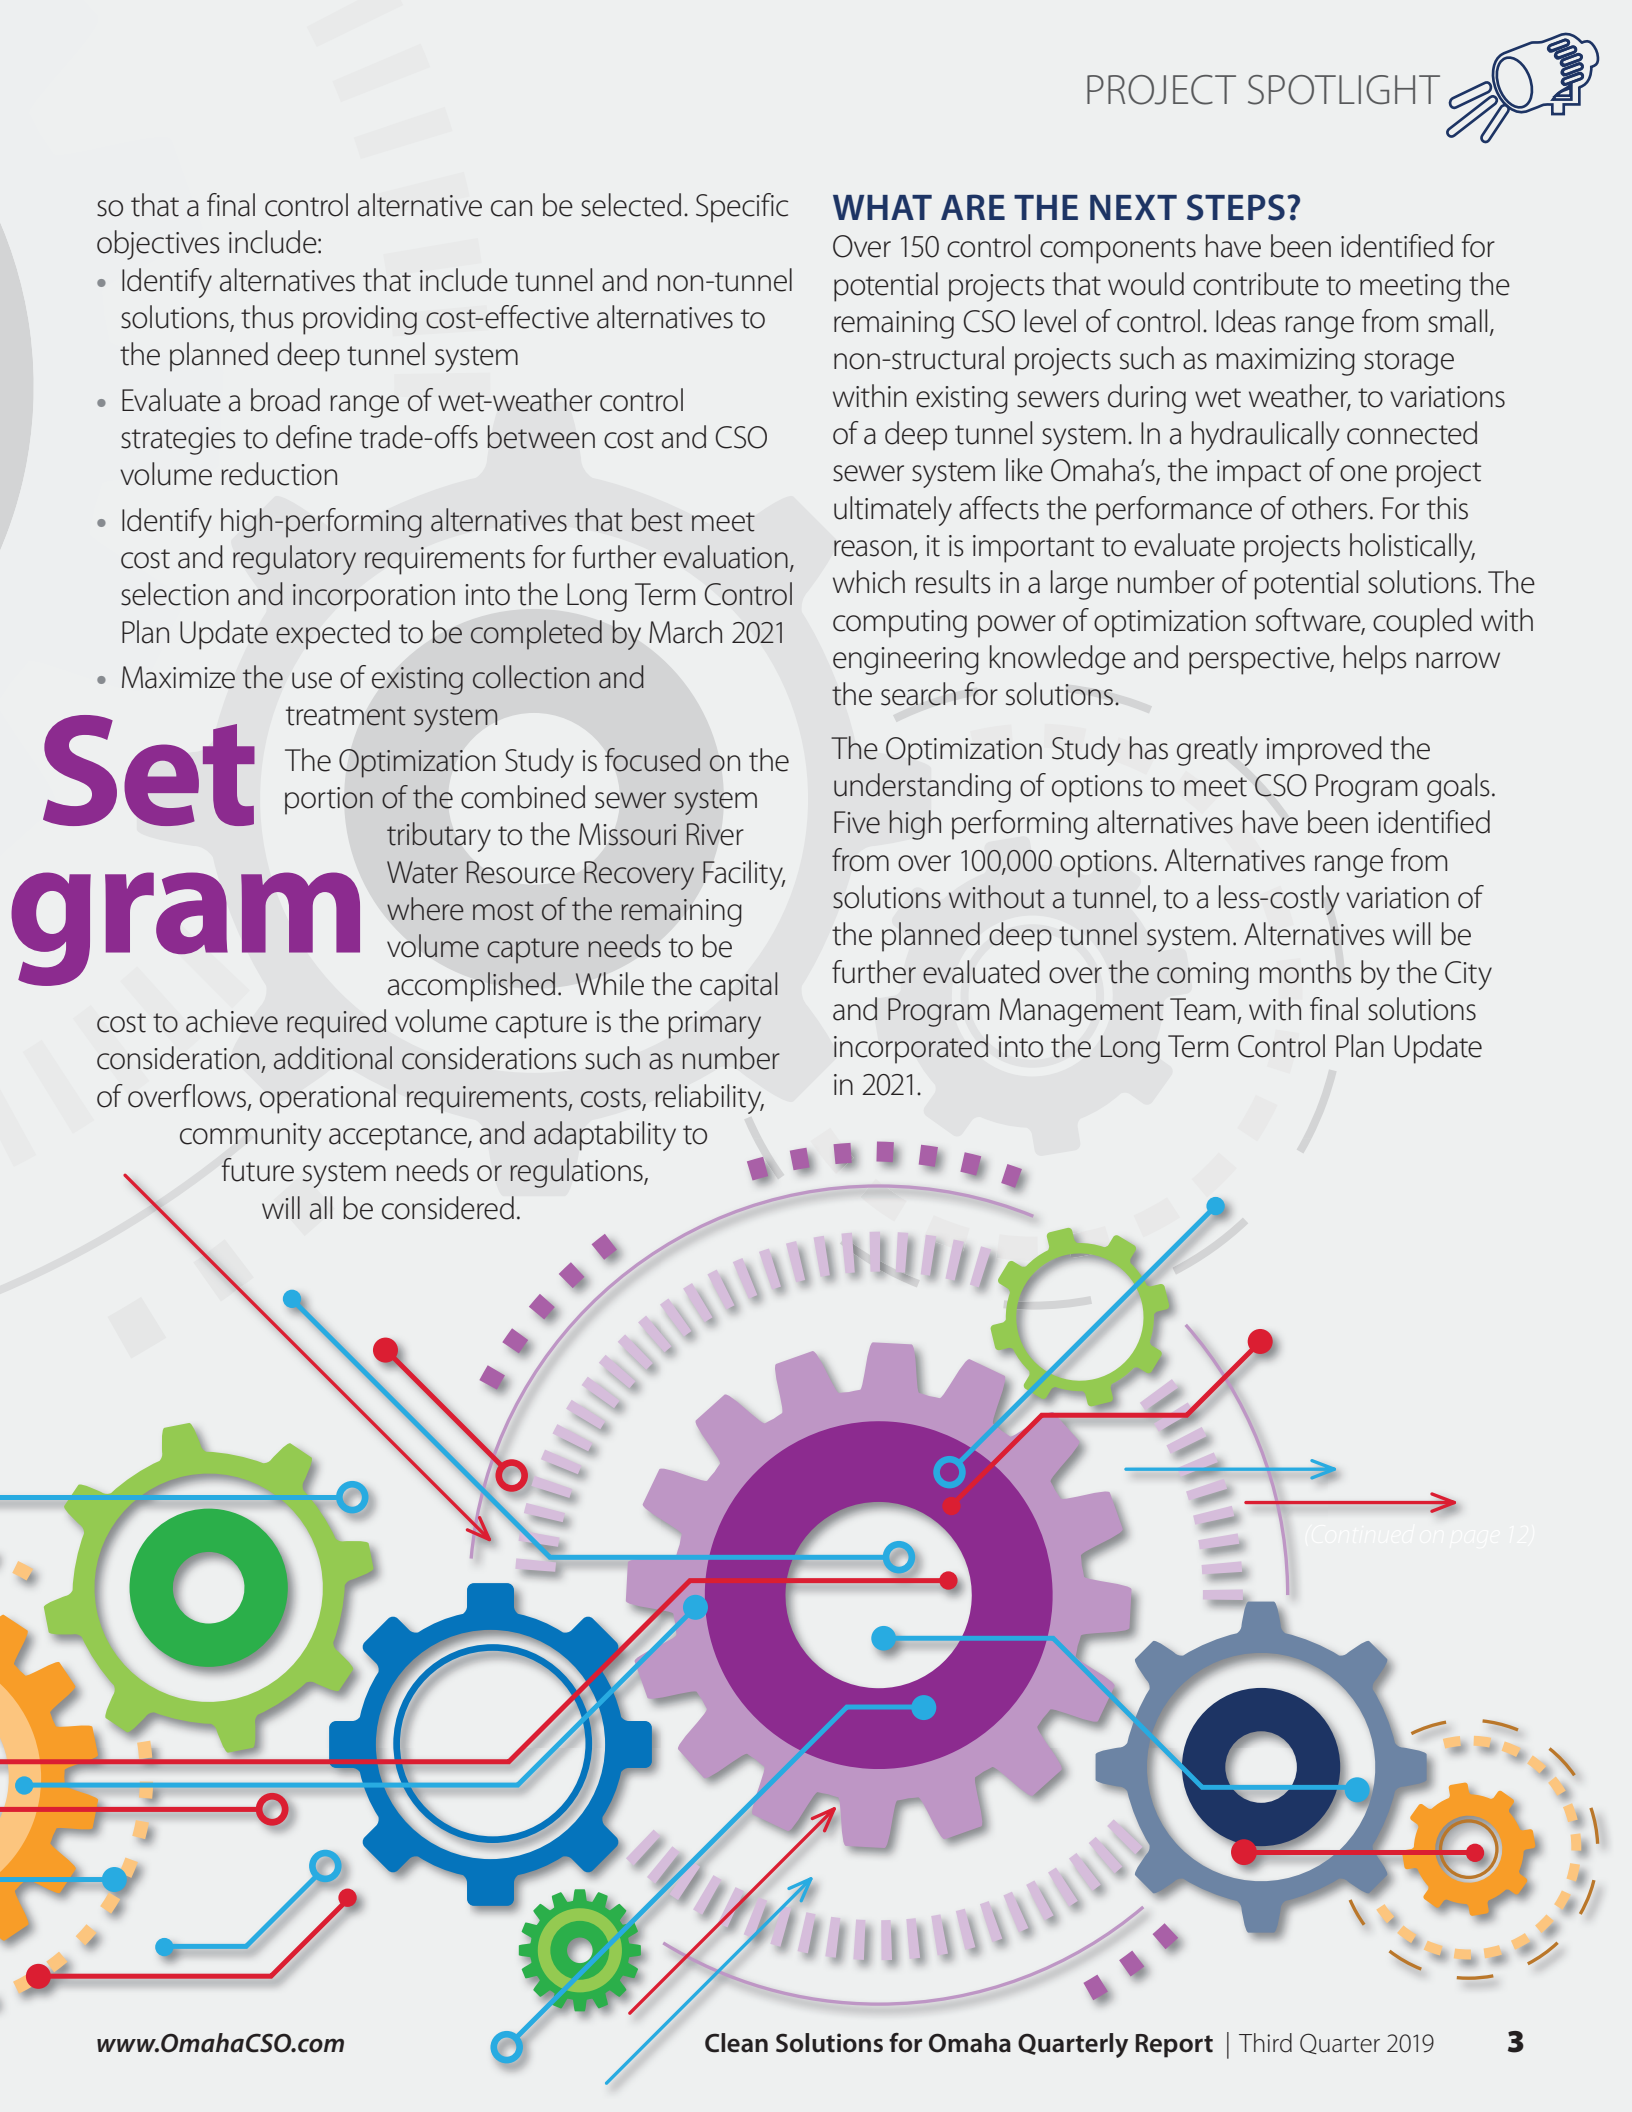 PROJECT SPOTLIGHT
so that a final control alternative can be selected. Specific
objectives include:
• Identify alternatives that include tunnel and non-tunnel
solutions, thus providing cost-effective alternatives to
the planned deep tunnel system
• Evaluate a broad range of wet-weather control
strategies to define trade-offs between cost and CSO
volume reduction
• Identify high-performing alternatives that best meet
cost and regulatory requirements for further evaluation,
selection and incorporation into the Long Term Control
Plan Update expected to be completed by March 2021
• Maximize the use of existing collection and
treatment system
Set
gram
The Optimization Study is focused on the
portion of the combined sewer system
tributary to the Missouri River
Water Resource Recovery Facility,
where most of the remaining
volume capture needs to be
accomplished. While the capital
cost to achieve required volume capture is the primary
consideration, additional considerations such as number
of overflows, operational requirements, costs, reliability,
community acceptance, and adaptability to
future system needs or regulations,
will all be considered.
WHAT ARE THE NEXT STEPS?
Over 150 control components have been identified for
potential projects that would contribute to meeting the
remaining CSO level of control. Ideas range from small,
non-structural projects such as maximizing storage
within existing sewers during wet weather, to variations
of a deep tunnel system. In a hydraulically connected
sewer system like Omaha's, the impact of one project
ultimately affects the performance of others. For this
reason, it is important to evaluate projects holistically,
which results in a large number of potential solutions. The
computing power of optimization software, coupled with
engineering knowledge and perspective, helps narrow
the search for solutions.
The Optimization Study has greatly improved the
understanding of options to meet CSO Program goals.
Five high performing alternatives have been identified
from over 100,000 options. Alternatives range from
solutions without a tunnel, to a less-costly variation of
the planned deep tunnel system. Alternatives will be
further evaluated over the coming months by the City
and Program Management Team, with final solutions
incorporated into the Long Term Control Plan Update
in 2021.
(Continued on page 12)
www.OmahaCSO.com
Clean Solutions for Omaha Quarterly Report | Third Quarter 2019 3